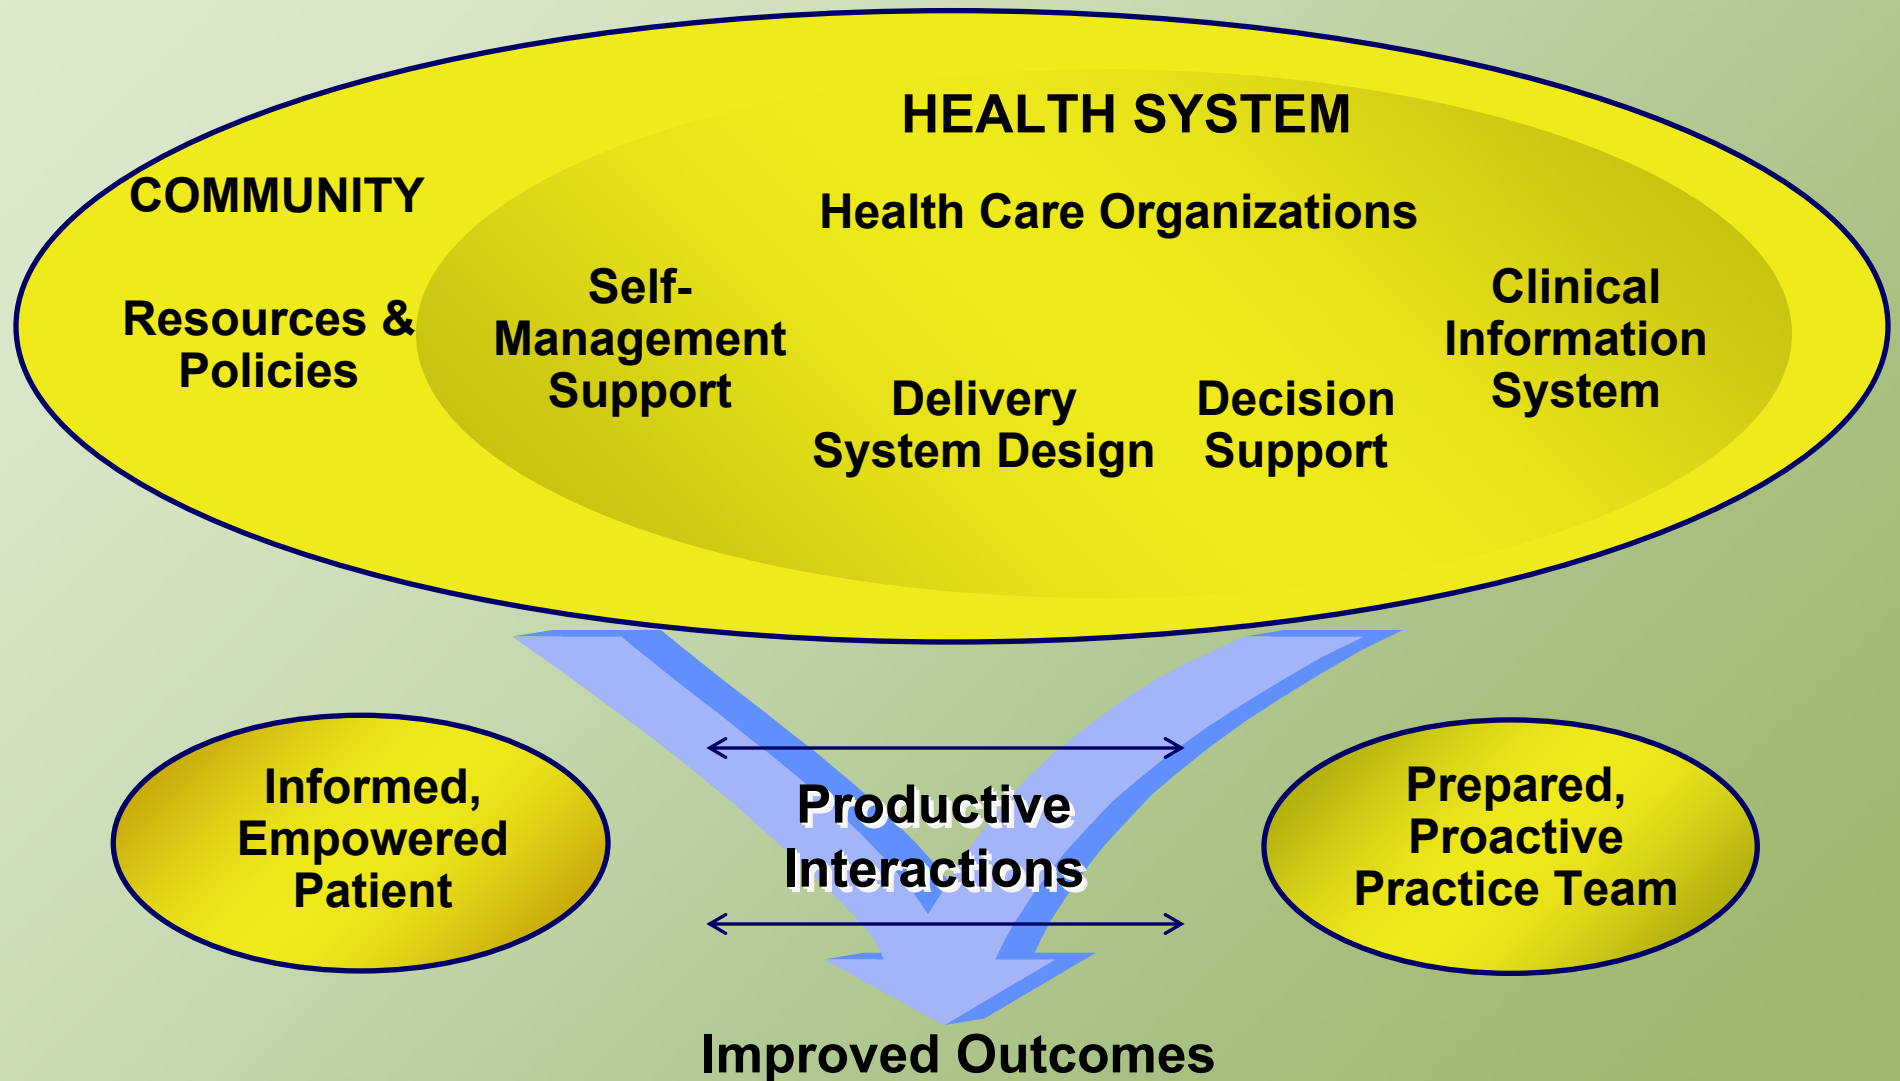 HEALTH SYSTEM
COMMUNITY
Health Care Organizations
Resources &
Policies
Self-
Management
Support
Delivery
System Design
Decision
Support
Clinical
Information
System
Informed,
Empowered
Patient
Productive
Interactions
Prepared,
Proactive
Practice Team
Improved Outcomes